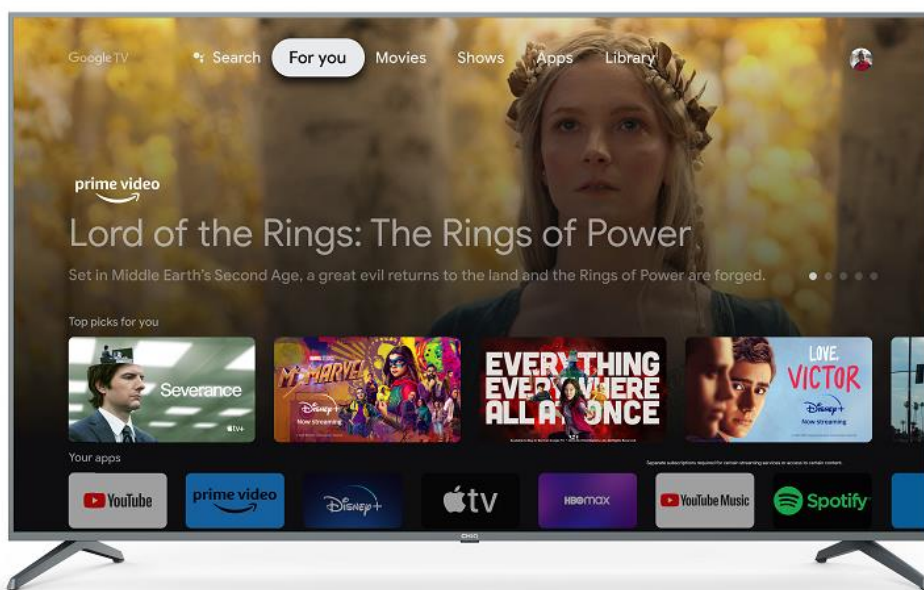 Google TV
Search
For you
Movies
Shows
Apps
Library
prime video
Lord of the Rings: The Rings of Power
Set in Middle Earth's Second Age, a great evil returns to the land and the Rings of Power are forged.
Top picks for you
Severance
tv+
MS. MARVEL
Disney+
Now streaming
EVERYTHING
EVERYWHERE
ALL AT ONCE
LOVE,
VICTOR
Disney+
Now streaming
Your apps
Separate subscriptions required for certain streaming services or access to certain content.
YouTube
prime video
Disney+
tv
HBOmax
YouTube Music
Spotify
CHiQ